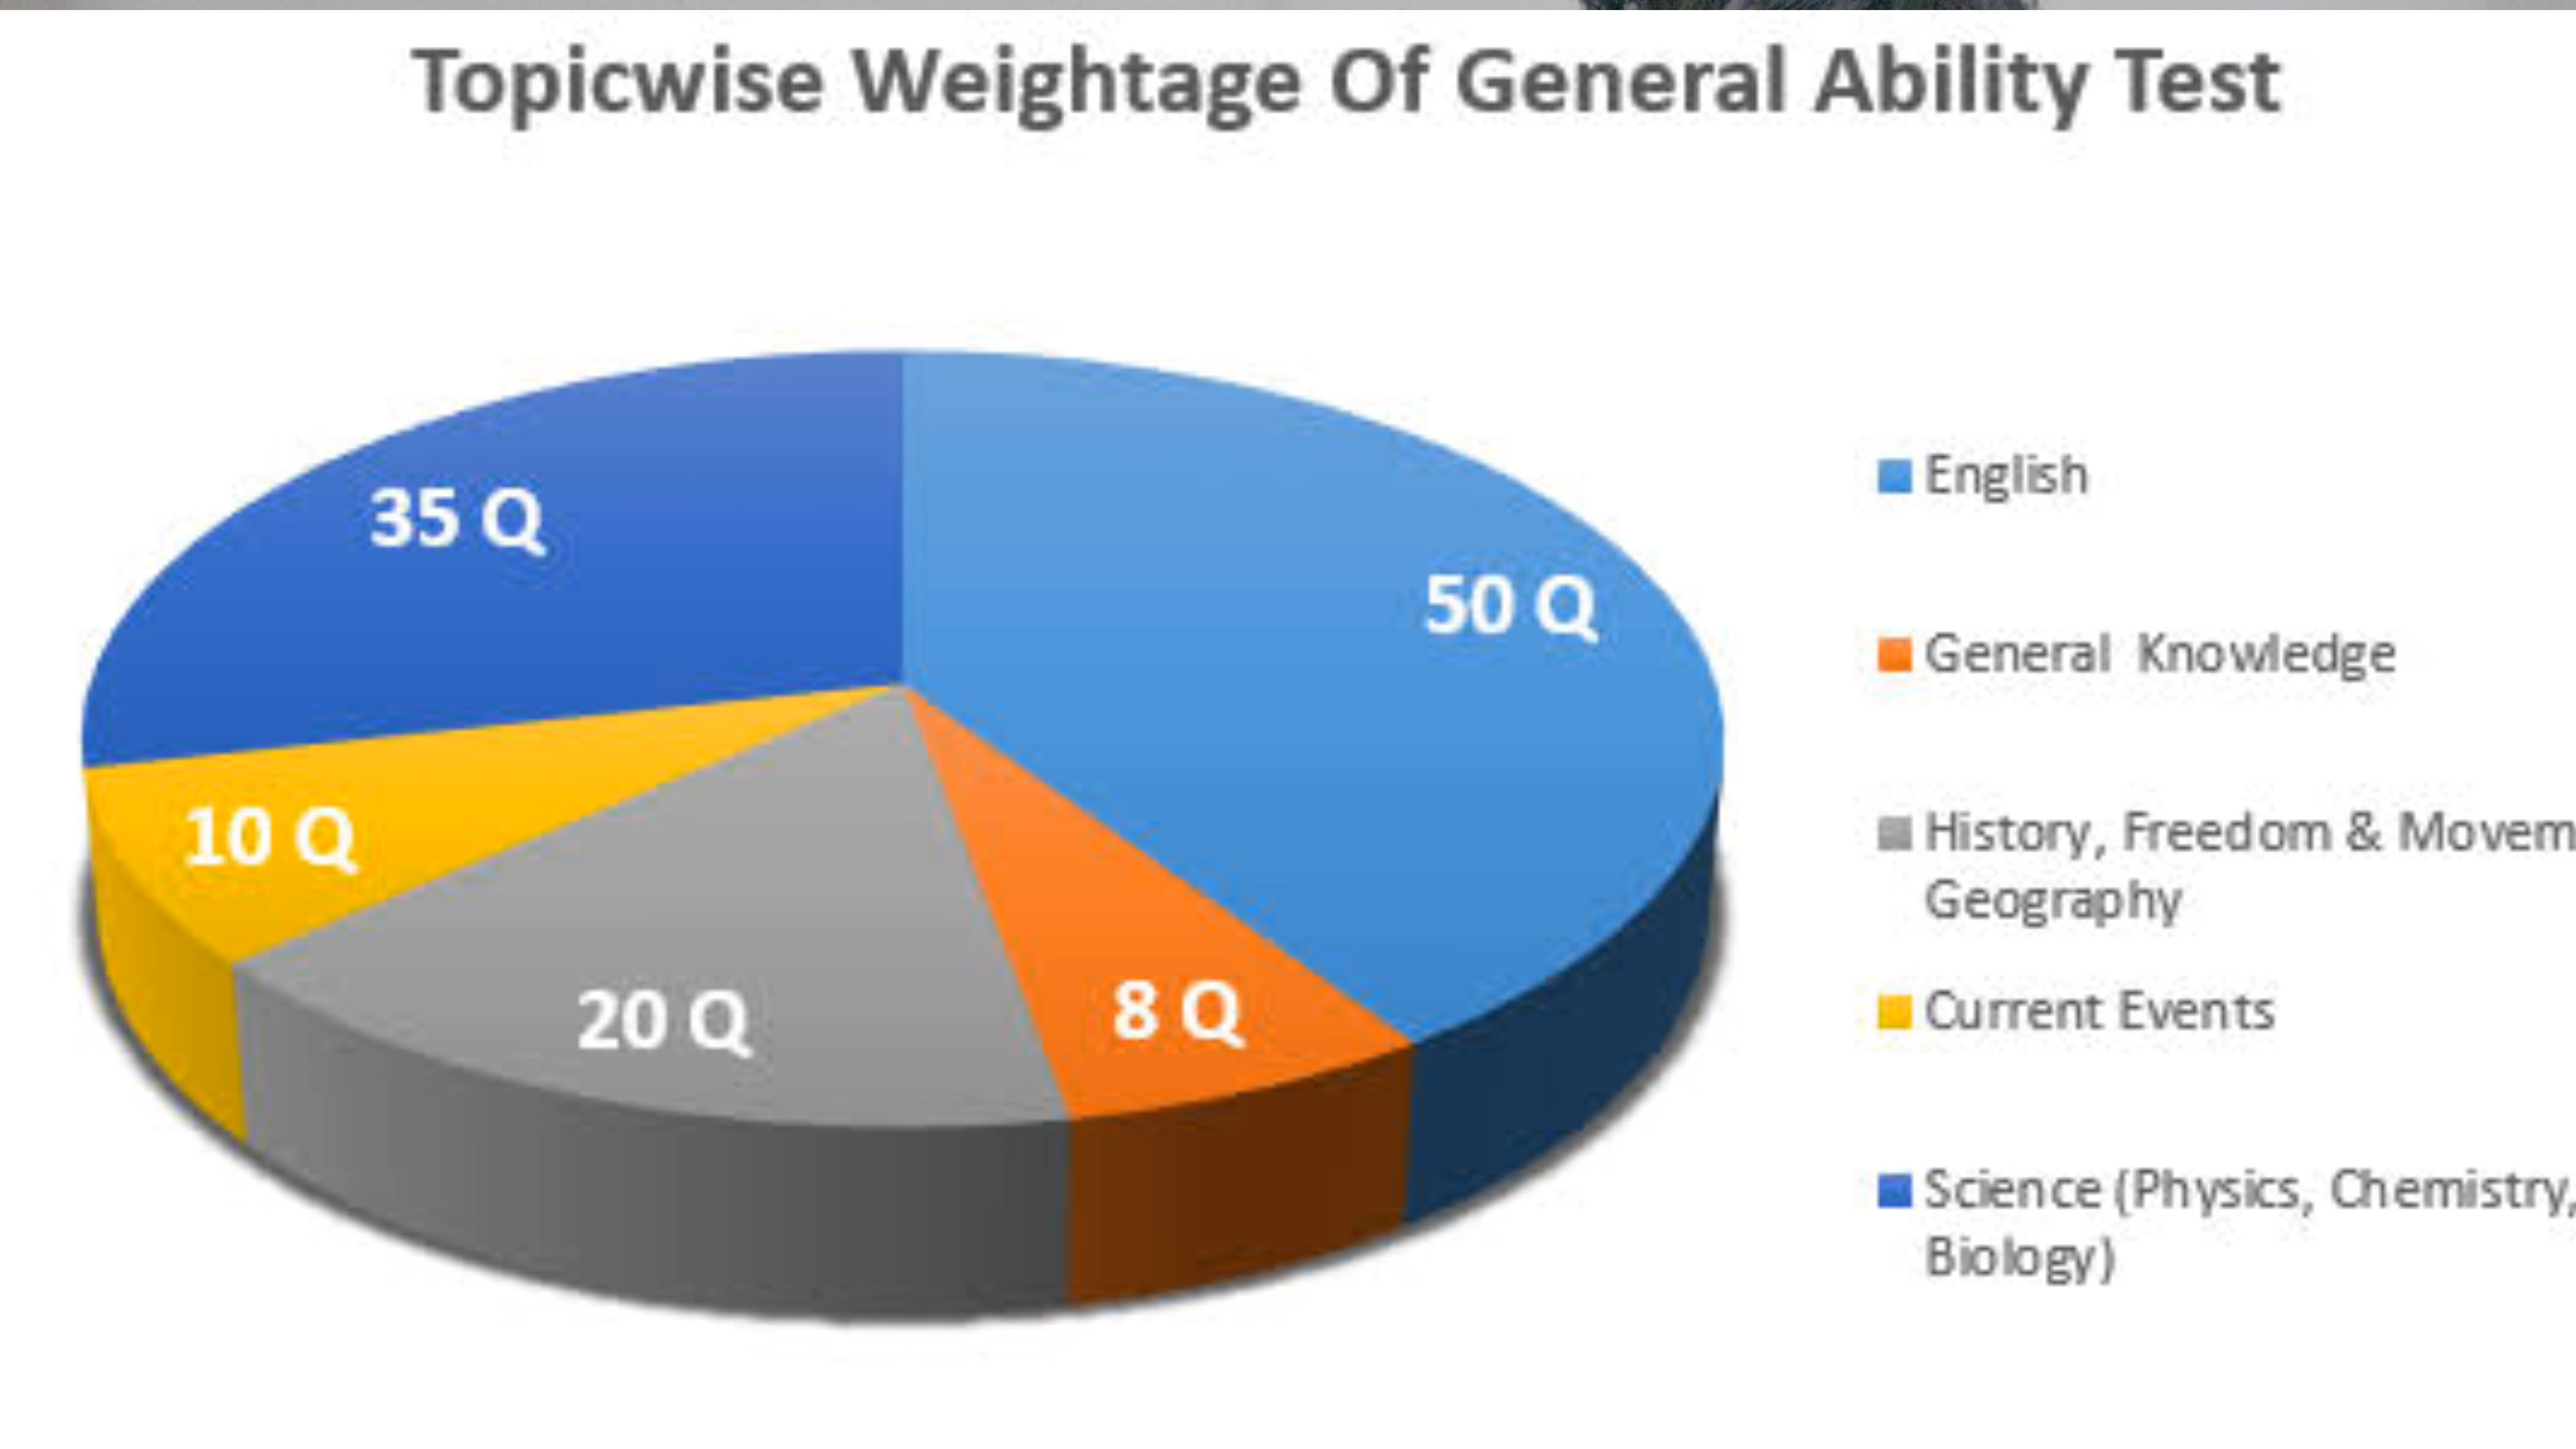 Topicwise Weightage Of General Ability Test
35 Q
50 Q
10 Q
20 Q
8 Q
English
General Knowledge
History, Freedom & Movem
Geography
Current Events
Science (Physics, Chemistry,
Biology)